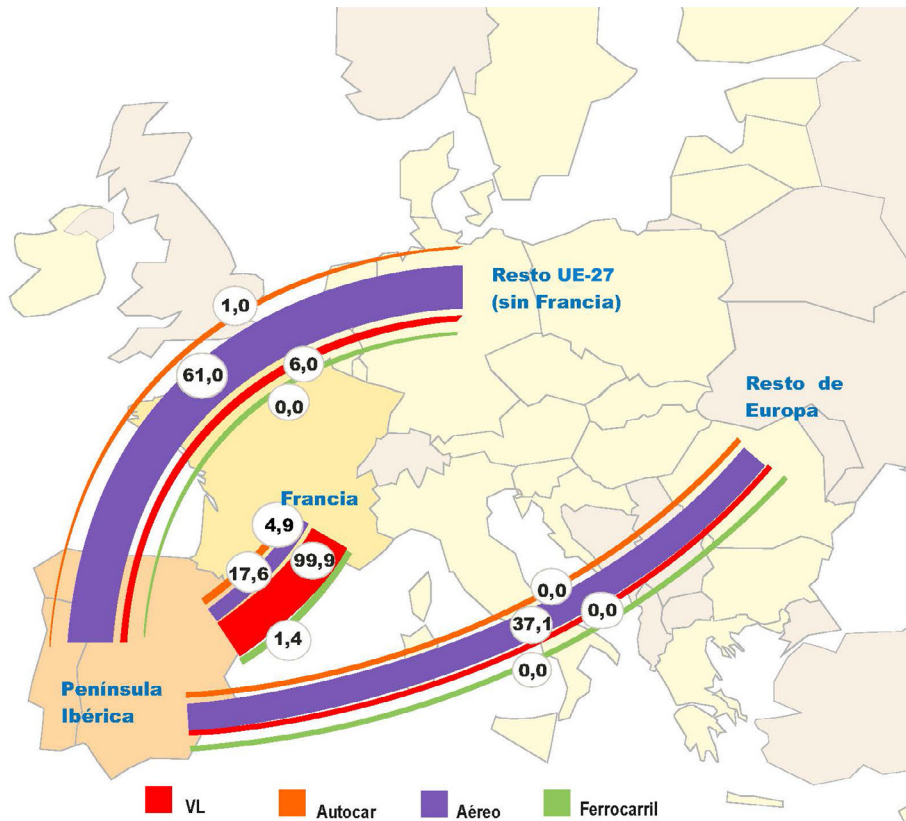 Resto UE-27
(sin Francia)
1,0
61,0
6,0
0,0
Resto de
Europa
Francia
4,9
17,6
99,9
1,4
0,0
0,0
37,1
0,0
Península
Ibérica
VL
Autocar
Aéreo
Ferrocarril